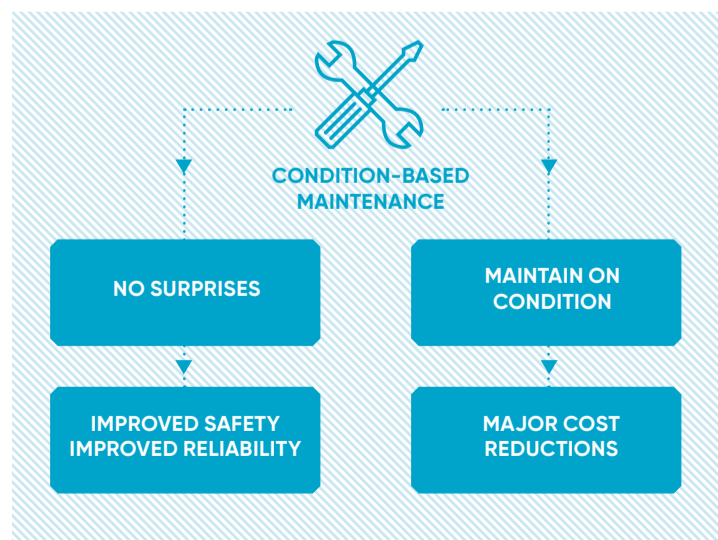 CONDITION-BASED
MAINTENANCE
NO SURPRISES
MAINTAIN ON
CONDITION
IMPROVED SAFETY
IMPROVED RELIABILITY
MAJOR COST
REDUCTIONS